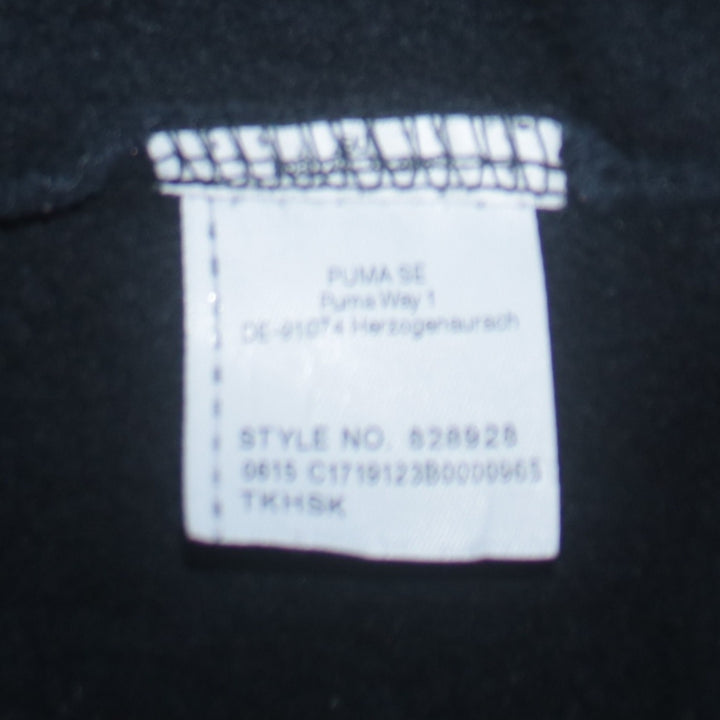 PUMA SE
Puma Way 1
DE-91074 Herzogenaurach
STYLE NO. 828928
0615 C1719123B0000965
TKHSK